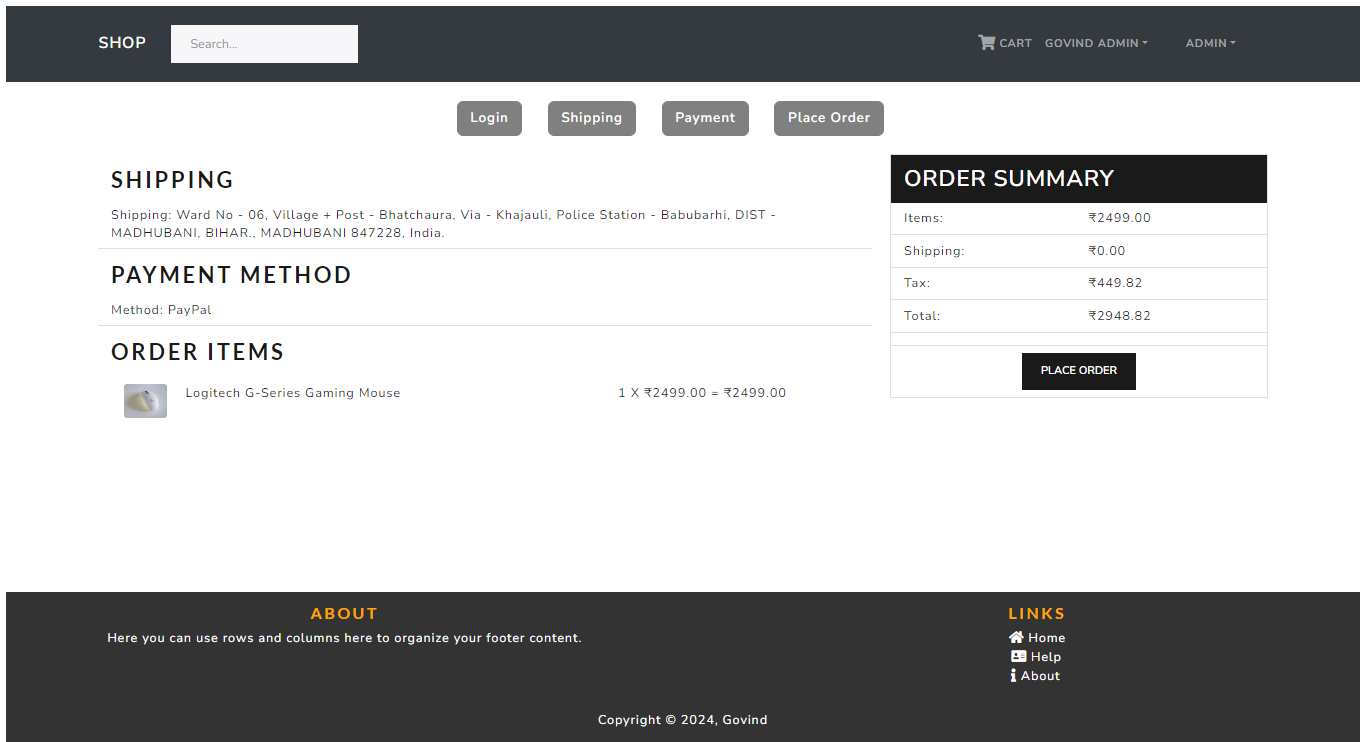 SHOP
Search...
CART
GOVIND ADMIN
ADMIN
Login
Shipping
Payment
Place Order
SHIPPING
Shipping: Ward No - 06, Village + Post - Bhatchaura, Via - Khajauli, Police Station - Babubarhi, DIST -
MADHUBANI, BIHAR., MADHUBANI 847228, India.
PAYMENT METHOD
Method: PayPal
ORDER ITEMS
Logitech G-Series Gaming Mouse
1 X ₹2499.00 = ₹2499.00
ORDER SUMMARY
Items: ₹2499.00
Shipping: ₹0.00
Tax: ₹449.82
Total: ₹2948.82
PLACE ORDER
ABOUT
Here you can use rows and columns here to organize your footer content.
LINKS
Home
Help
About
Copyright © 2024, Govind